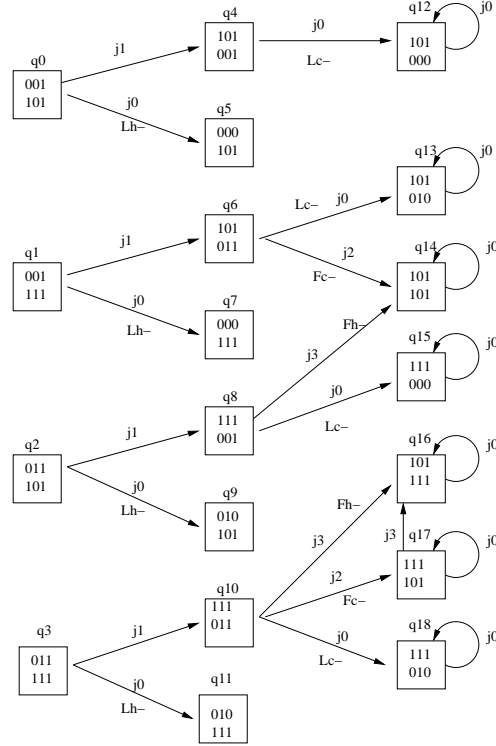 q4
q12
j0
j1
101
001
j0
101
000
q0
Lc–
001
101
j0
Lh–
q5
000
101
q13
j0
q6
101
010
Lc–
j0
j1
101
011
q1
j2
q14
j0
001
111
Fc–
101
101
j0
Lh–
q7
000
111
Fh–
q15
j0
j3
111
000
q8
j0
j1
111
001
Lc–
q2
011
101
q16
j0
j0
Lh–
q9
101
111
010
101
Fh–
j3
j3
q17
j0
q10
j2
111
101
111
011
Fc–
q3
j1
j0
q18
j0
011
111
Lc–
111
010
j0
Lh–
q11
010
111